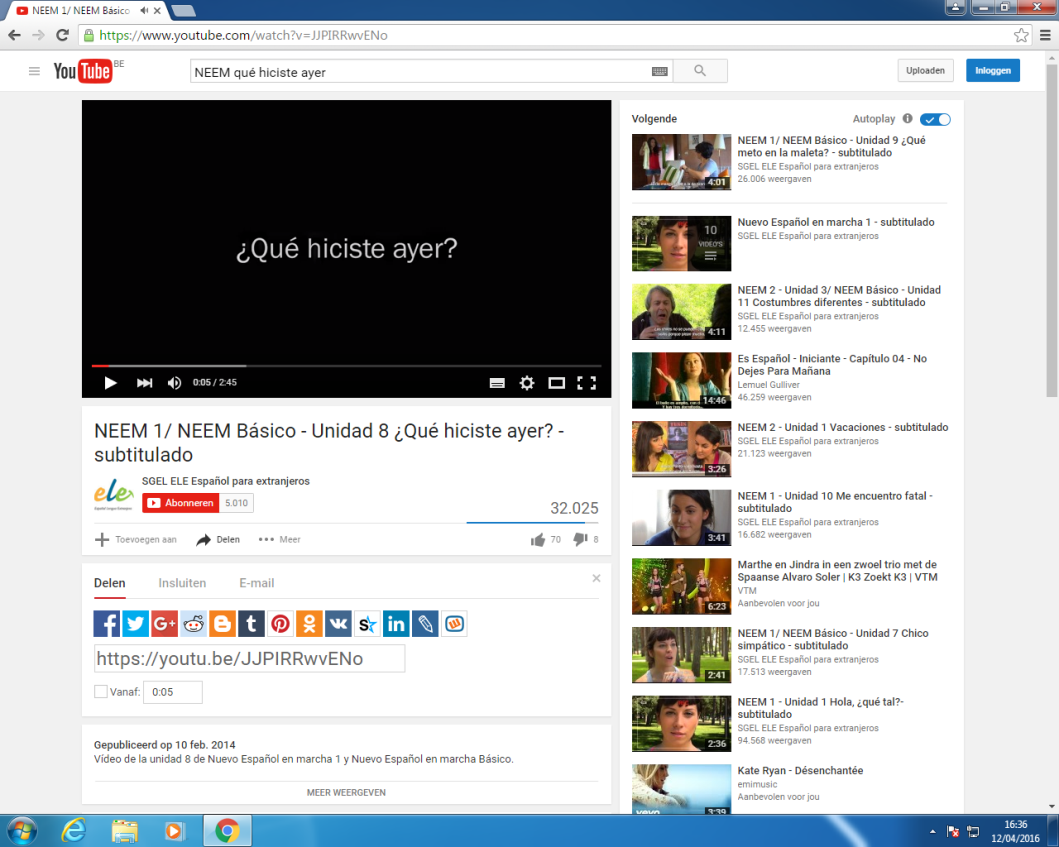 NEEM 1/ NEEM Básico
https://www.youtube.com/watch?v=JJPIRRwvENo
YouTube BE
NEEM qué hiciste ayer
Uploaden
Inloggen
¿Qué hiciste ayer?
0:05 / 2:45
NEEM 1/ NEEM Básico - Unidad 8 ¿Qué hiciste ayer? -
subtitulado
ele
SGEL ELE Español para extranjeros
Abonneren 5.010
32.025
Toevoegen aan Delen Meer
70 8
Delen Insluiten E-mail
https://youtu.be/JJPIRRwvENo
Vanaf: 0:05
Gepubliceerd op 10 feb. 2014
Vídeo de la unidad 8 de Nuevo Español en marcha 1 y Nuevo Español en marcha Básico.
MEER WEERGEVEN
Volgende
Autoplay
NEEM 1/ NEEM Básico - Unidad 9 ¿Qué
meto en la maleta? - subtitulado
SGEL ELE Español para extranjeros
26.006 weergaven
4:01
Nuevo Español en marcha 1 - subtitulado
SGEL ELE Español para extranjeros
10
VIDEO'S
NEEM 2 - Unidad 3/ NEEM Básico - Unidad
11 Costumbres diferentes - subtitulado
SGEL ELE Español para extranjeros
12.455 weergaven
4:11
Es Español - Iniciante - Capítulo 04 - No
Dejes Para Mañana
Lemuel Gulliver
46.259 weergaven
14:46
NEEM 2 - Unidad 1 Vacaciones - subtitulado
SGEL ELE Español para extranjeros
21.123 weergaven
3:26
NEEM 1 - Unidad 10 Me encuentro fatal -
subtitulado
SGEL ELE Español para extranjeros
16.682 weergaven
3:41
Marthe en Jindra in een zwoel trio met de
Spaanse Alvaro Soler | K3 Zoekt K3 | VTM
VTM
Aanbevolen voor jou
6:23
NEEM 1/ NEEM Básico - Unidad 7 Chico
simpático - subtitulado
SGEL ELE Español para extranjeros
17.513 weergaven
2:41
NEEM 1 - Unidad 1 Hola, ¿qué tal?-
subtitulado
SGEL ELE Español para extranjeros
94.568 weergaven
2:36
Kate Ryan - Désenchantée
emimusic
Aanbevolen voor jou
vevo
3:39
16:36
12/04/2016